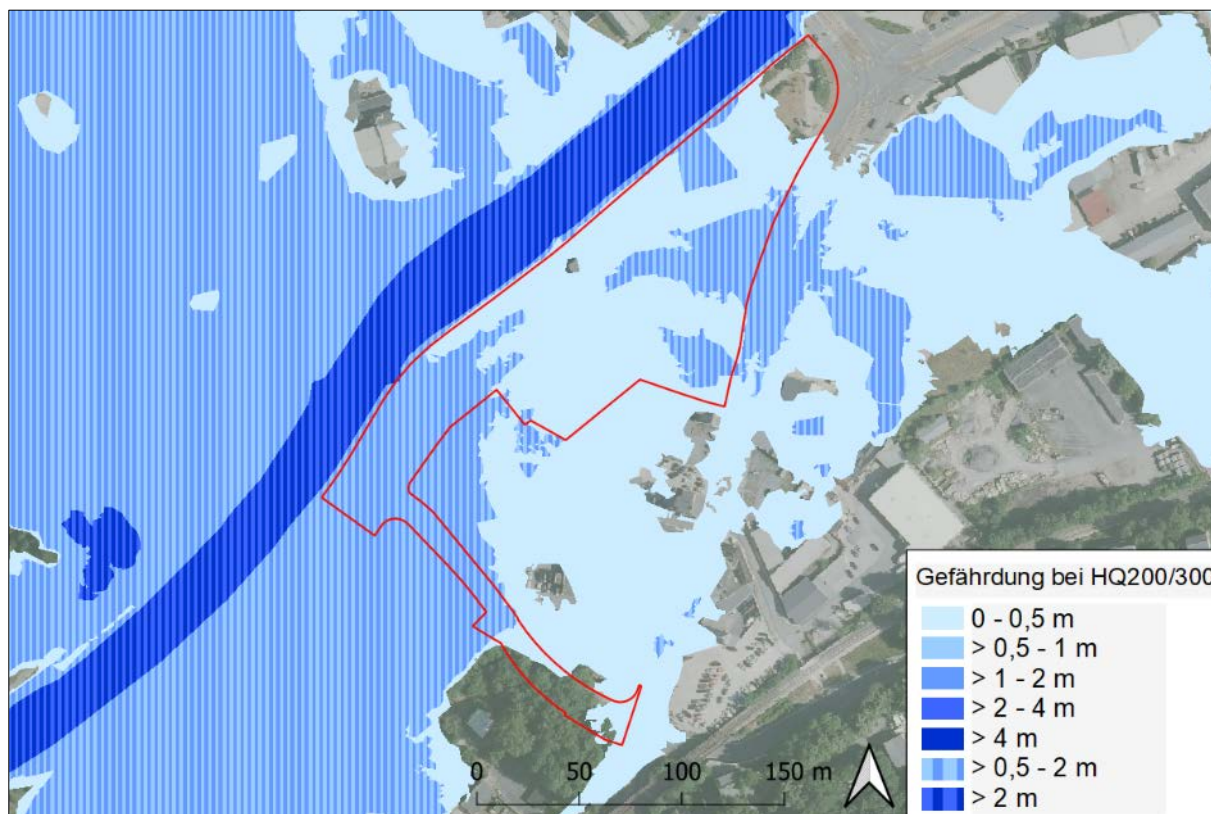 Gefährdung bei HQ200/300
0 - 0,5 m
> 0,5 - 1 m
> 1 - 2 m
> 2 - 4 m
> 4 m
> 0,5 - 2 m
> 2 m
0 50 100 150 m